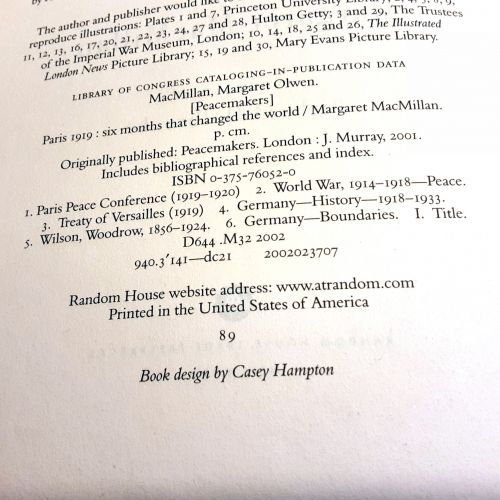 The author and publisher would like
reproduce illustrations: Plates 1 and 7, Princeton University
11, 12, 13, 16, 17, 20, 21, 22, 23, 24, 27 and 28, Hulton Getty; 3 and 29, The Trustees
of the Imperial War Museum, London; 10, 14, 18, 25 and 26, The Illustrated
London News Picture Library; 15, 19 and 30, Mary Evans Picture Library.
LIBRARY OF CONGRESS CATALOGING-IN-PUBLICATION DATA
MacMillan, Margaret Olwen.
[Peacemakers]
Paris 1919 : six months that changed the world / Margaret MacMillan.
p. cm.
Originally published: Peacemakers. London : J. Murray, 2001.
Includes bibliographical references and index.
ISBN 0-375-76052-0
1. Paris Peace Conference (1919–1920) 2. World War, 1914–1918—Peace.
3. Treaty of Versailles (1919) 4. Germany—History—1918–1933.
5. Wilson, Woodrow, 1856–1924. 6. Germany—Boundaries. I. Title.
D644 .M32 2002
940.3'141—dc21 2002023707
Random House website address: www.atrandom.com
Printed in the United States of America
89
Book design by Casey Hampton